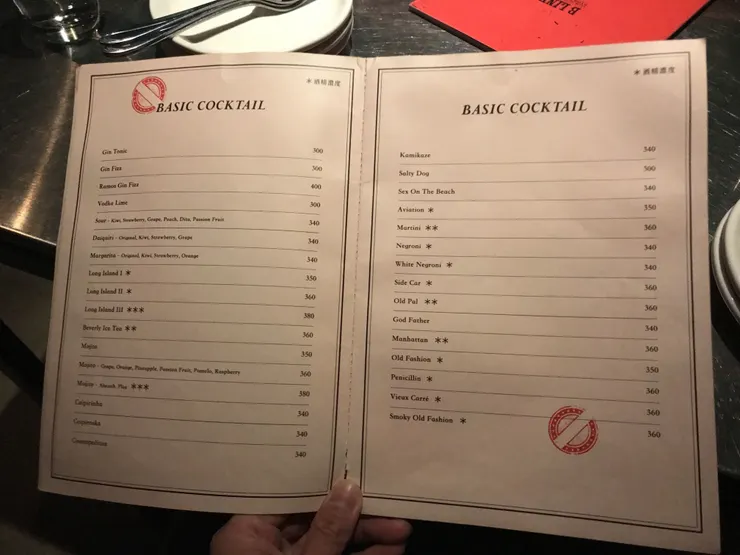 B LINE
BASIC COCKTAIL
* 酒精濃度
Gin Tonic 300
Gin Fizz 300
Ramos Gin Fizz 400
Vodka Lime 300
Sour - Kiwi, Strawberry, Grape, Peach, Dita, Passion Fruit 340
Daiquiri - Original, Kiwi, Strawberry, Grape 340
Margarita - Original, Kiwi, Strawberry, Orange 340
Long Island I * 350
Long Island II * 360
Long Island III *** 380
Beverly Ice Tea ** 360
Mojito 350
Mojito - Grape, Orange, Pineapple, Passion Fruit, Pomelo, Raspberry 360
Mojito - Absinth, *** 380
Caipirinha 340
Caipiroska 340
Cosmopolitan 340
* 酒精濃度
BASIC COCKTAIL
Kamikaze 340
Salty Dog 300
Sex On The Beach 340
Aviation * 350
Martini ** 360
Negroni * 340
White Negroni * 360
Side Car * 360
Old Pal ** 360
God Father 340
Manhattan ** 360
Old Fashion * 350
Penicillin * 360
Vieux Carré * 360
Smoky Old Fashion * 360